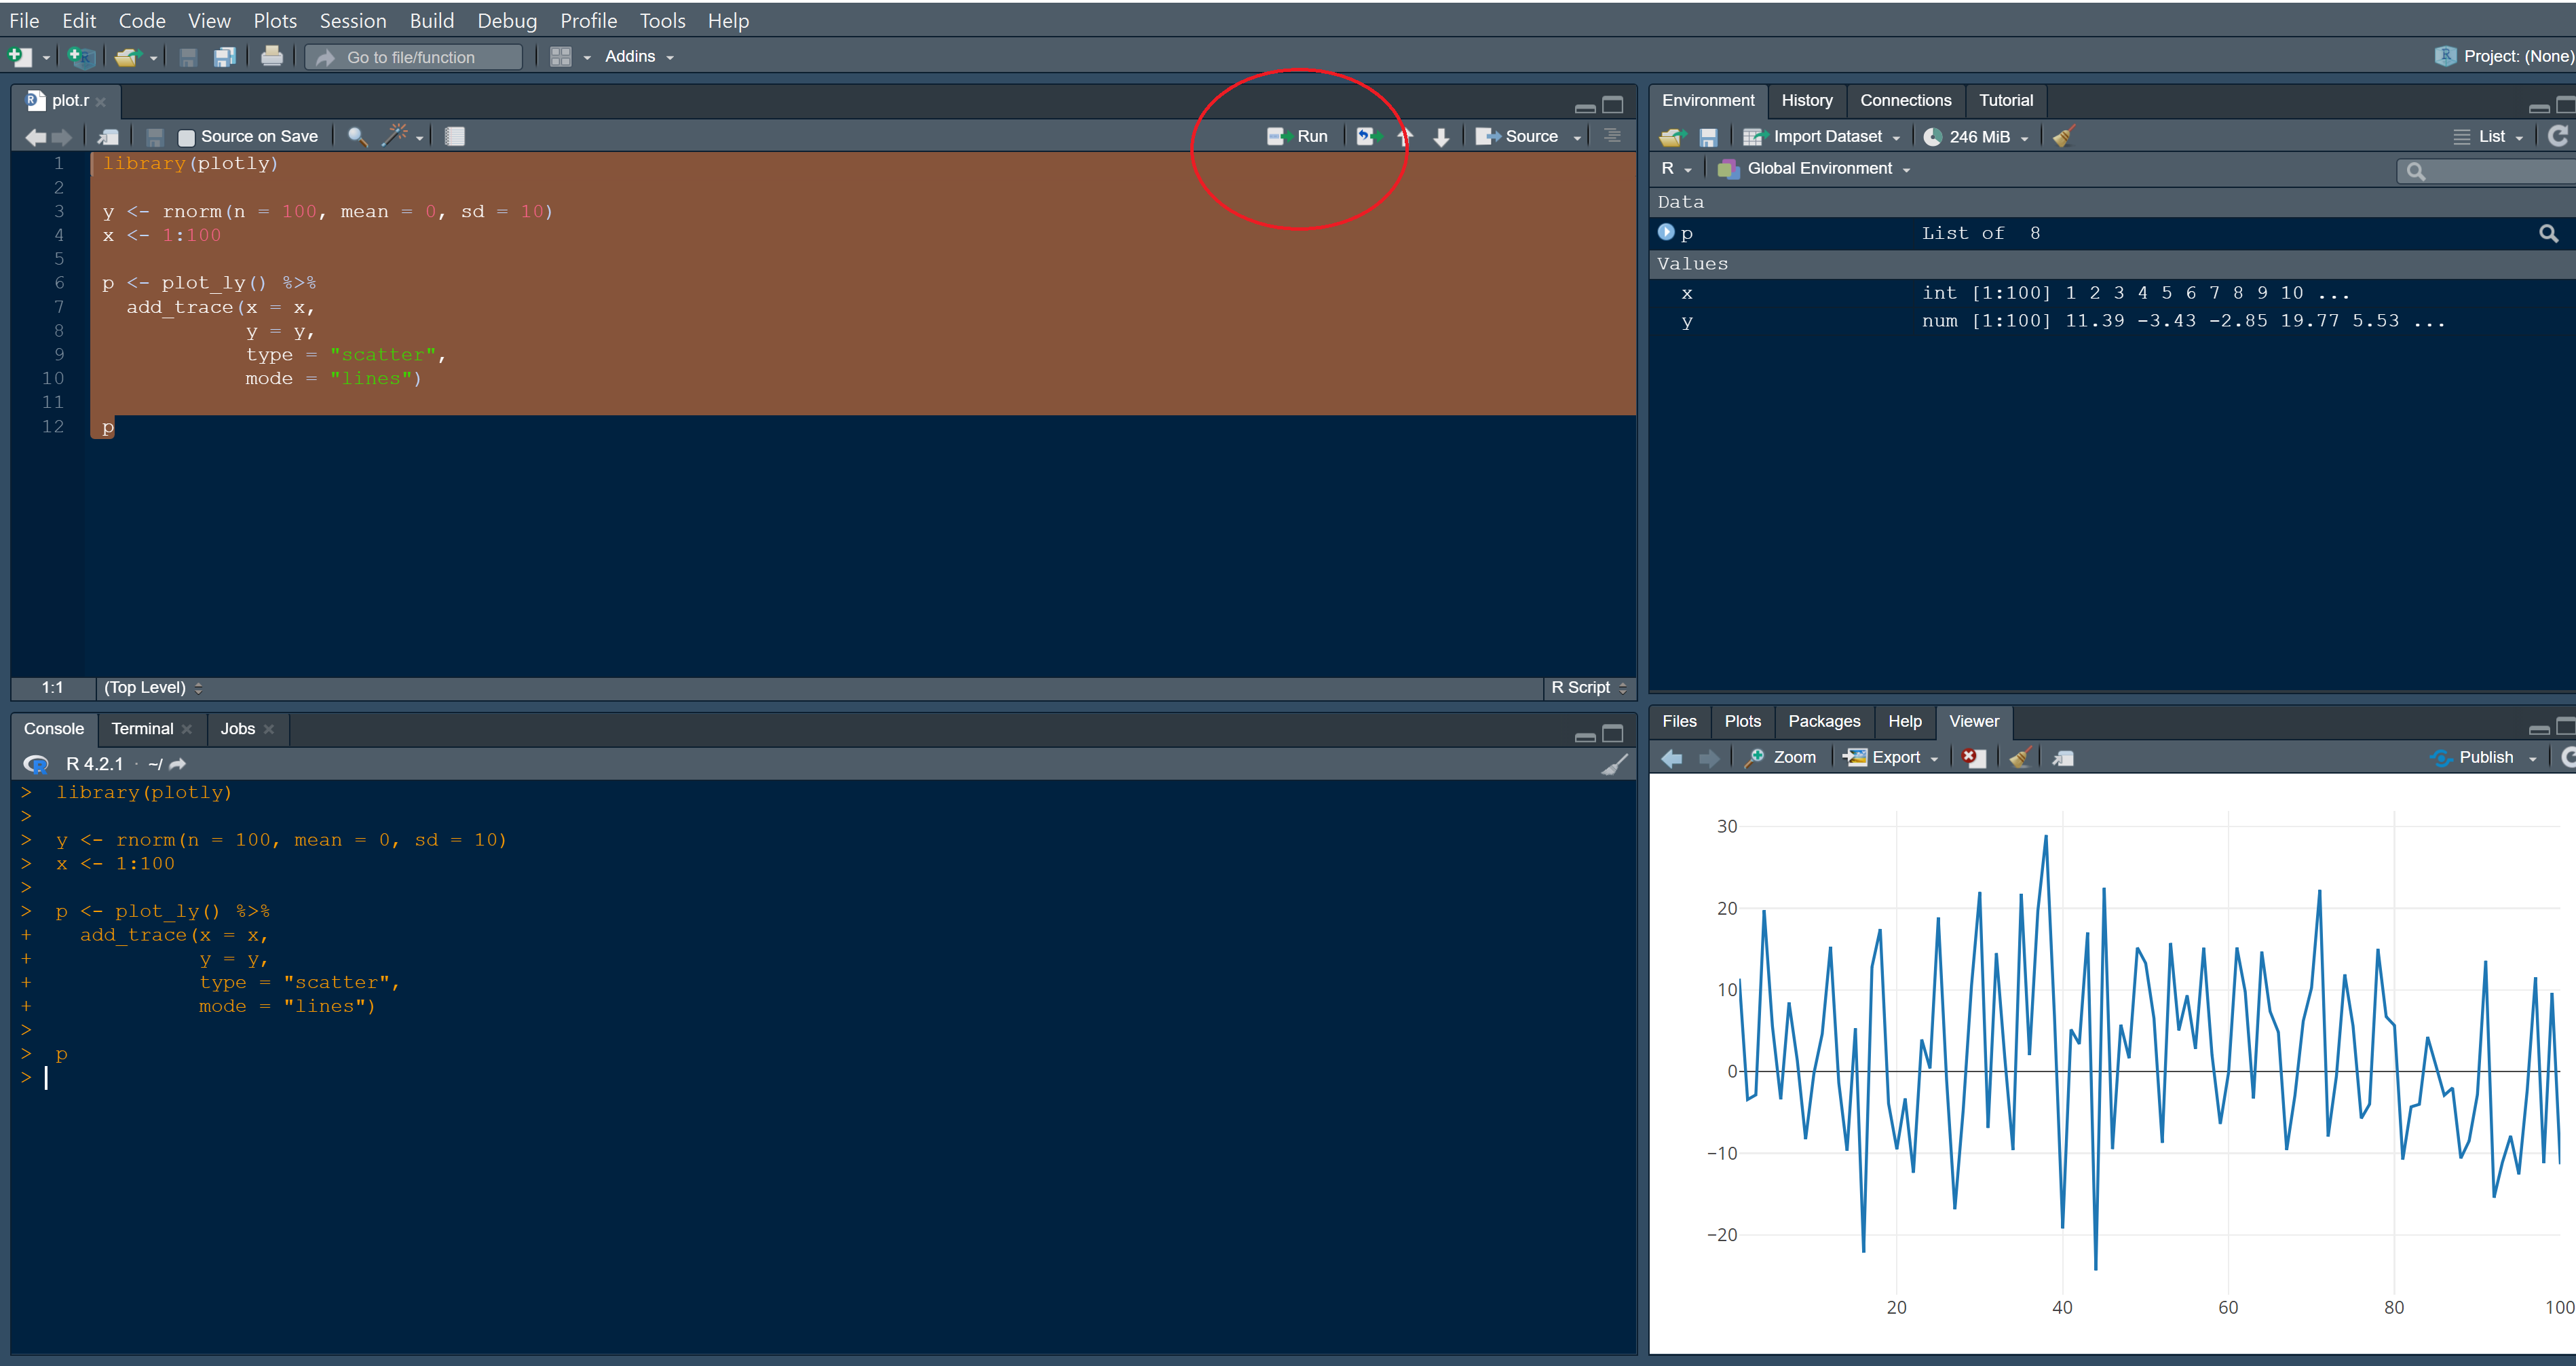 File Edit Code View Plots Session Build Debug Profile Tools Help
Go to file/function Addins Project: (None)
plot.r
Source on Save Run Source
1 library(plotly)
2
3 y <- rnorm(n = 100, mean = 0, sd = 10)
4 x <- 1:100
5
6 p <- plot_ly() %>%
7 add_trace(x = x,
8 y = y,
9 type = "scatter",
10 mode = "lines")
11
12 p
1:1 (Top Level) R Script
Console Terminal Jobs
R 4.2.1 · ~/
> library(plotly)
>
> y <- rnorm(n = 100, mean = 0, sd = 10)
> x <- 1:100
>
> p <- plot_ly() %>%
+ add_trace(x = x,
+ y = y,
+ type = "scatter",
+ mode = "lines")
>
> p
>
Environment History Connections Tutorial
Import Dataset 246 MiB List
R Global Environment
Data
p List of 8
Values
x int [1:100] 1 2 3 4 5 6 7 8 9 10 ...
y num [1:100] 11.39 -3.43 -2.85 19.77 5.53 ...
Files Plots Packages Help Viewer
Zoom Export Publish
30
20
10
0
−10
−20
20 40 60 80 100